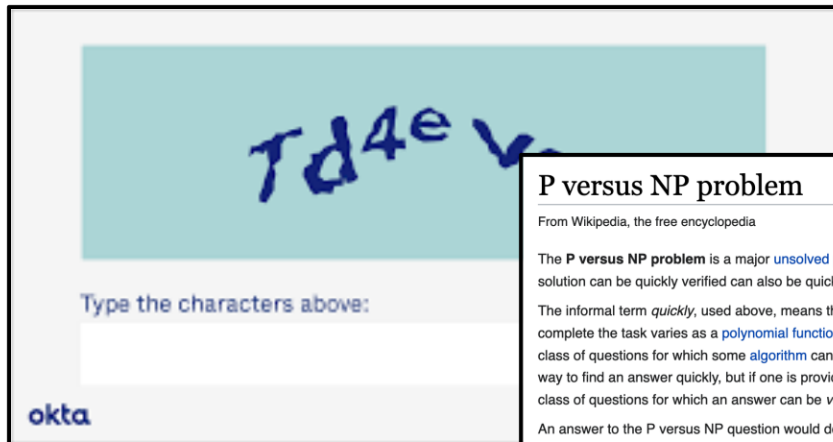 Td4e v
P versus NP problem
From Wikipedia, the free encyclopedia
The P versus NP problem is a major unsolved
solution can be quickly verified can also be quick
The informal term quickly, used above, means th
Type the characters above:
complete the task varies as a polynomial functio
class of questions for which some algorithm can
way to find an answer quickly, but if one is provi
class of questions for which an answer can be v
okta
An answer to the P versus NP question would de